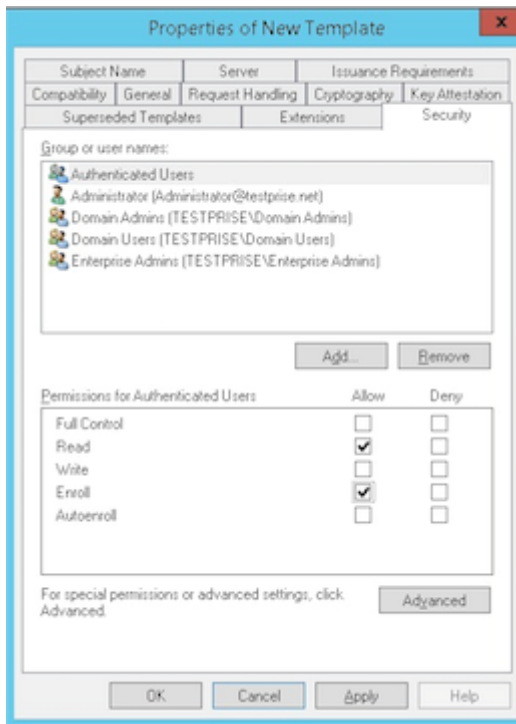 Properties of New Template
x
Subject Name Server Issuance Requirements
Compatibility General Request Handling Cryptography Key Attestation
Superseded Templates Extensions Security
Group or user names:
Authenticated Users
Administrator (Administrator@testprise.net)
Domain Admins (TESTPRISE\Domain Admins)
Domain Users (TESTPRISE\Domain Users)
Enterprise Admins (TESTPRISE\Enterprise Admins)
Add... Remove
Permissions for Authenticated Users Allow Deny
Full Control
Read
Write
Enroll
Autoenroll
For special permissions or advanced settings, click
Advanced.
Advanced
OK Cancel Apply Help